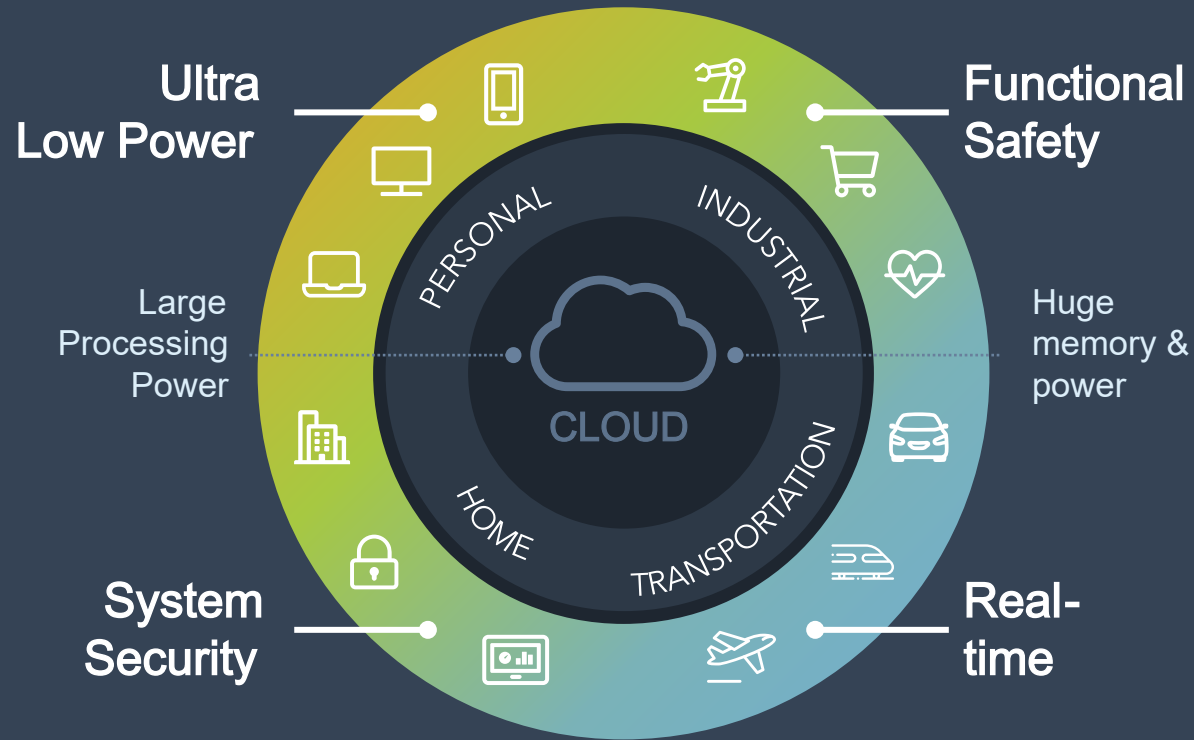 Ultra
Low Power
Functional
Safety
PERSONAL
INDUSTRIAL
Large
Processing
Power
Huge
memory &
power
CLOUD
HOME
TRANSPORTATION
System
Security
Real-
time